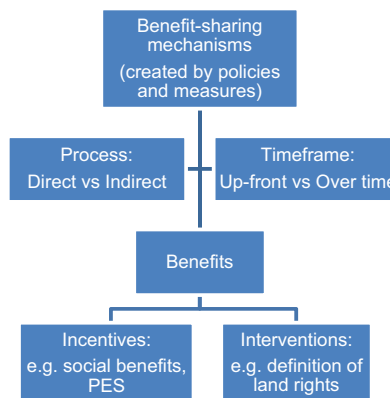 Benefit-sharing
mechanisms
(created by policies
and measures)
Process:
Direct vs Indirect
Timeframe:
Up-front vs Over time
Benefits
Incentives:
e.g. social benefits,
PES
Interventions:
e.g. definition of
land rights